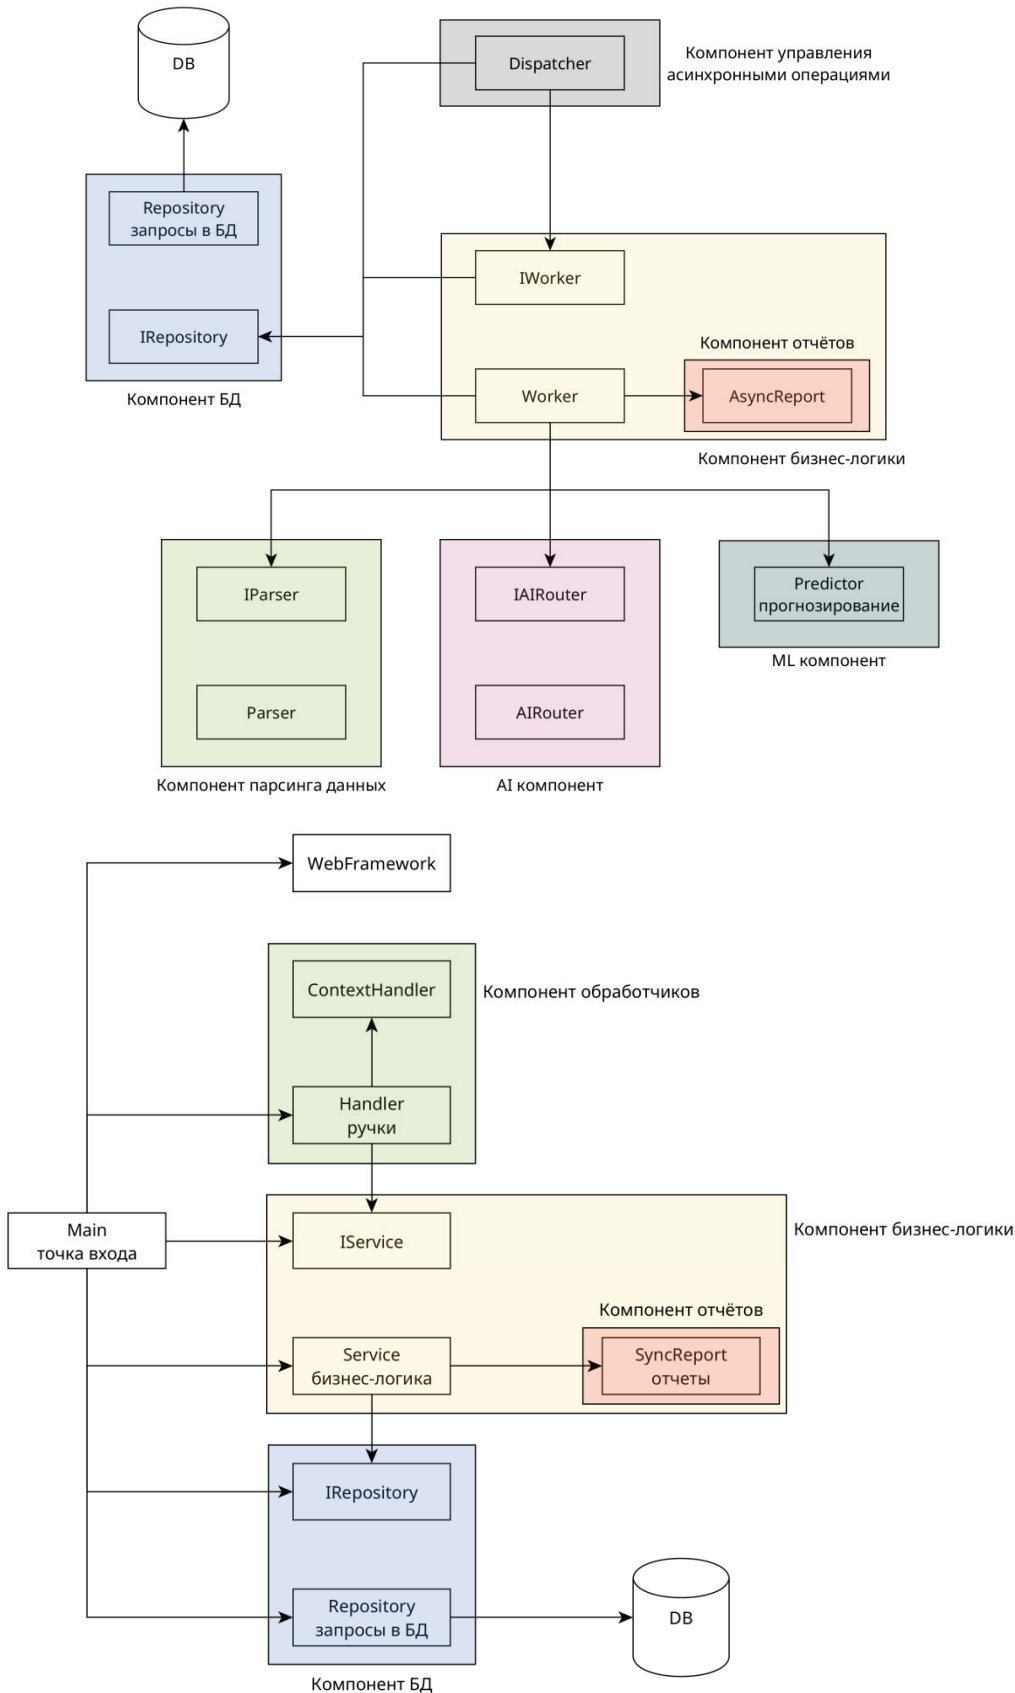 DB
Dispatcher
Компонент управления
асинхронными операциями
Repository
запросы в БД
IWorker
IRepository
Компонент отчётов
Компонент БД
Worker
AsyncReport
Компонент бизнес-логики
IParser
IAIRouter
Predictor
прогнозирование
ML компонент
Parser
AIRouter
Компонент парсинга данных
AI компонент
WebFramework
ContextHandler
Компонент обработчиков
Handler
ручки
Main
точка входа
IService
Компонент бизнес-логики
Компонент отчётов
Service
бизнес-логика
SyncReport
отчеты
IRepository
Repository
запросы в БД
DB
Компонент БД